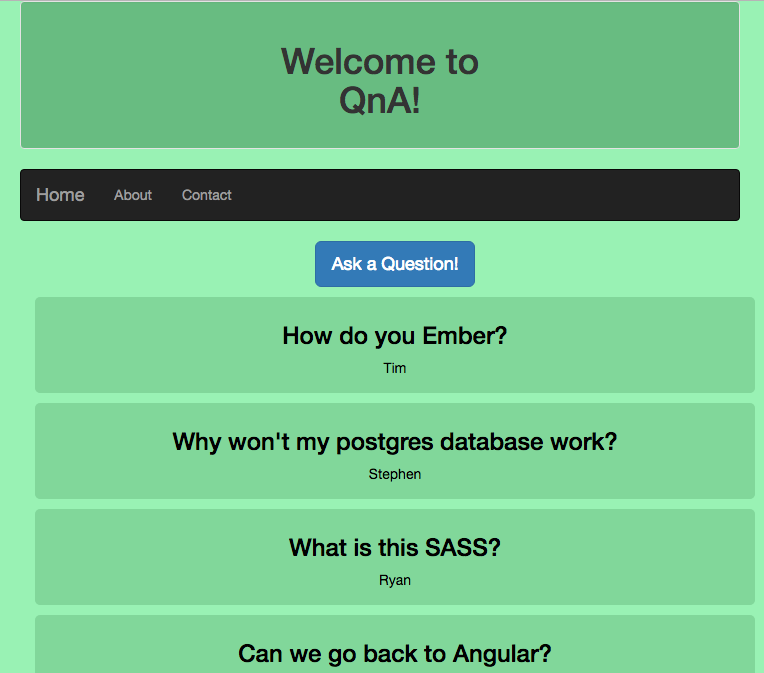 Welcome to
QnA!
Home About Contact
Ask a Question!
How do you Ember?
Tim
Why won't my postgres database work?
Stephen
What is this SASS?
Ryan
Can we go back to Angular?